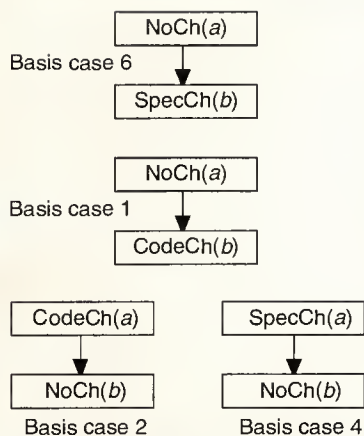 NoCh(a)
Basis case 6
SpecCh(b)
NoCh(a)
Basis case 1
CodeCh(b)
CodeCh(a)
SpecCh(a)
NoCh(b)
NoCh(b)
Basis case 2
Basis case 4